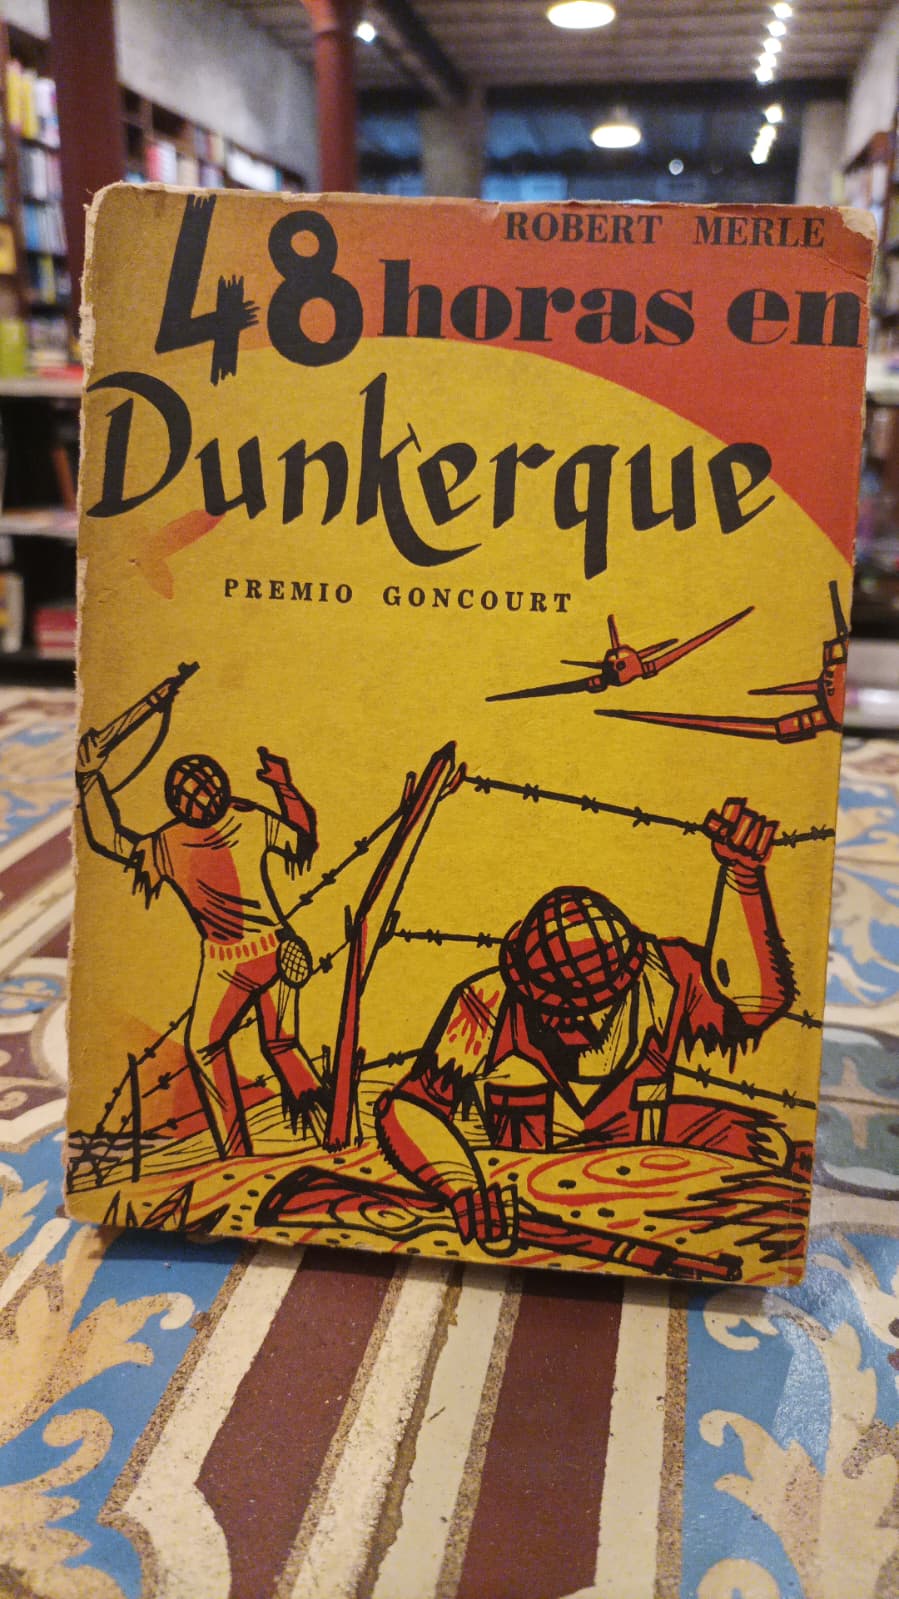 ROBERT MERLE
48 horas en
Dunkerque
PREMIO GONCOURT